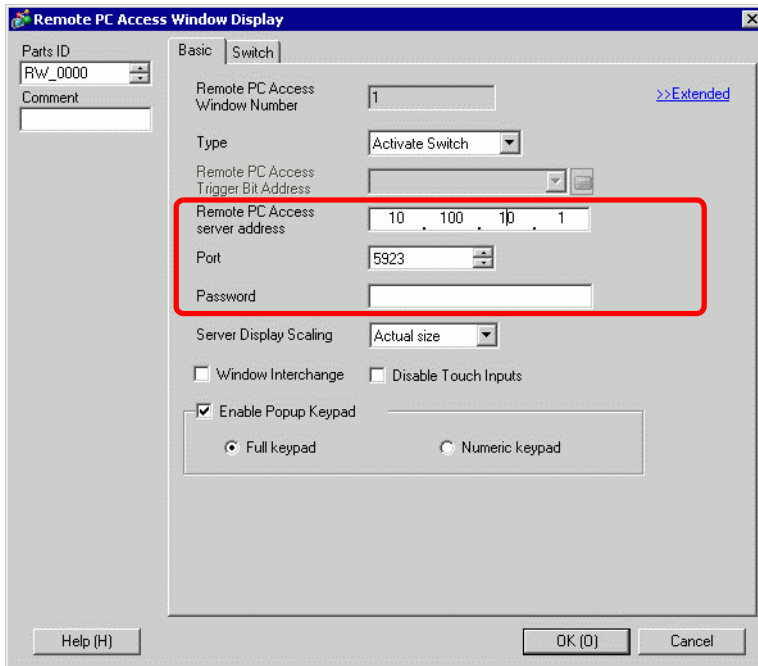 Remote PC Access Window Display
Parts ID
RW_0000
Comment
Basic
Switch
Remote PC Access
Window Number
1
>>Extended
Type
Activate Switch
Remote PC Access
Trigger Bit Address
Remote PC Access
server address
10 . 100 . 10 . 1
Port
5923
Password
Server Display Scaling
Actual size
Window Interchange
Disable Touch Inputs
Enable Popup Keypad
Full keypad
Numeric keypad
Help (H)
OK (O)
Cancel